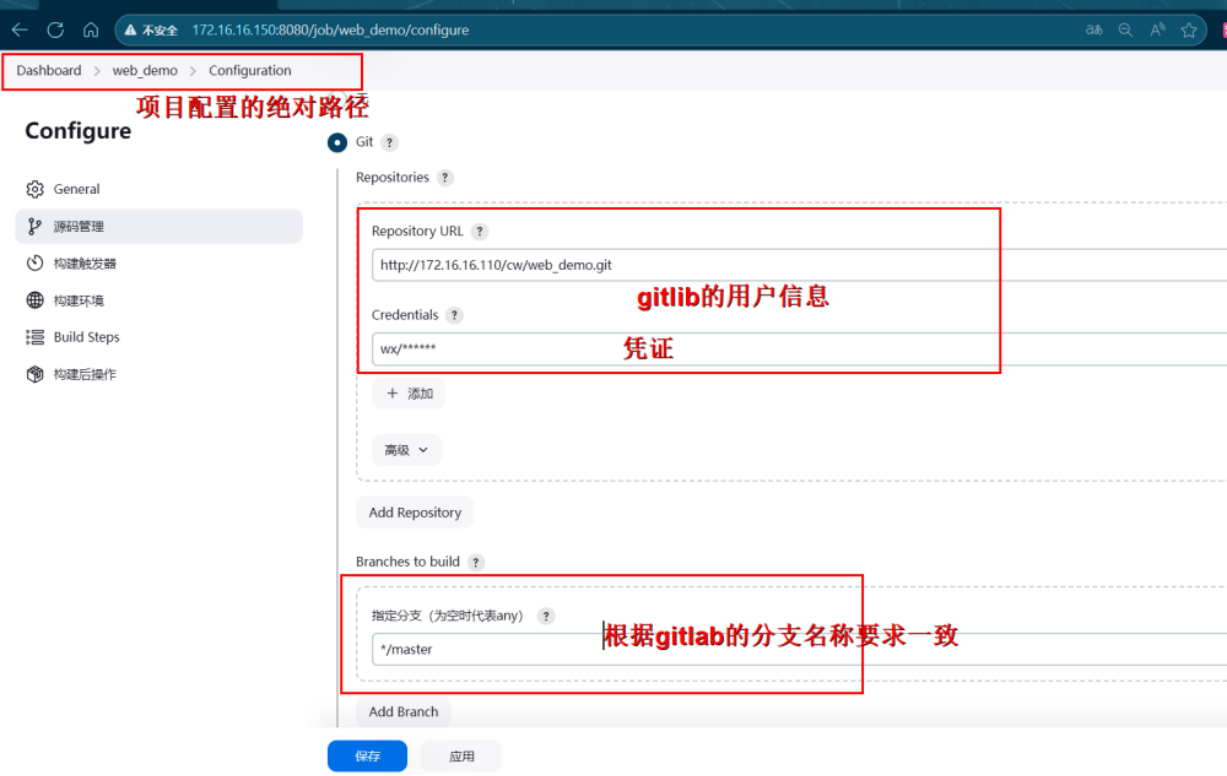 不安全 172.16.16.150:8080/job/web_demo/configure
Dashboard > web_demo > Configuration
项目配置的绝对路径
Configure
General
源码管理
构建触发器
构建环境
Build Steps
构建后操作
Git ?
Repositories ?
Repository URL ?
http://172.16.16.110/cw/web_demo.git
gitlib的用户信息
Credentials ?
wx/******
凭证
+ 添加
高级
Add Repository
Branches to build ?
指定分支（为空时代表any） ?
根据gitlab的分支名称要求一致
*/master
Add Branch
保存 应用